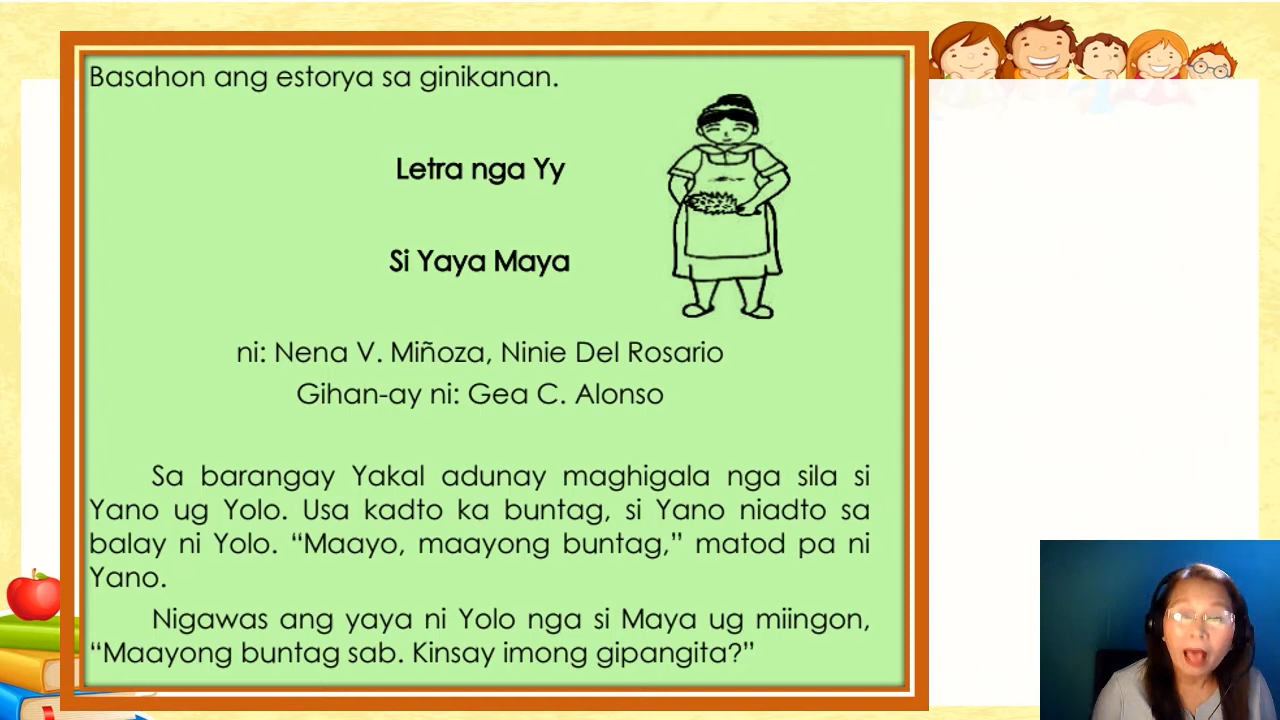 Basahon ang estorya sa ginikanan.
Letra nga Yy
Si Yaya Maya
ni: Nena V. Miñoza, Ninie Del Rosario
Gihan-ay ni: Gea C. Alonso
Sa barangay Yakal adunay maghigala nga sila si
Yano ug Yolo. Usa kadto ka buntag, si Yano niadto sa
balay ni Yolo. “Maayo, maayong buntag,” matod pa ni
Yano.
Nigawas ang yaya ni Yolo nga si Maya ug miingon,
“Maayong buntag sab. Kinsay imong gipangita?”